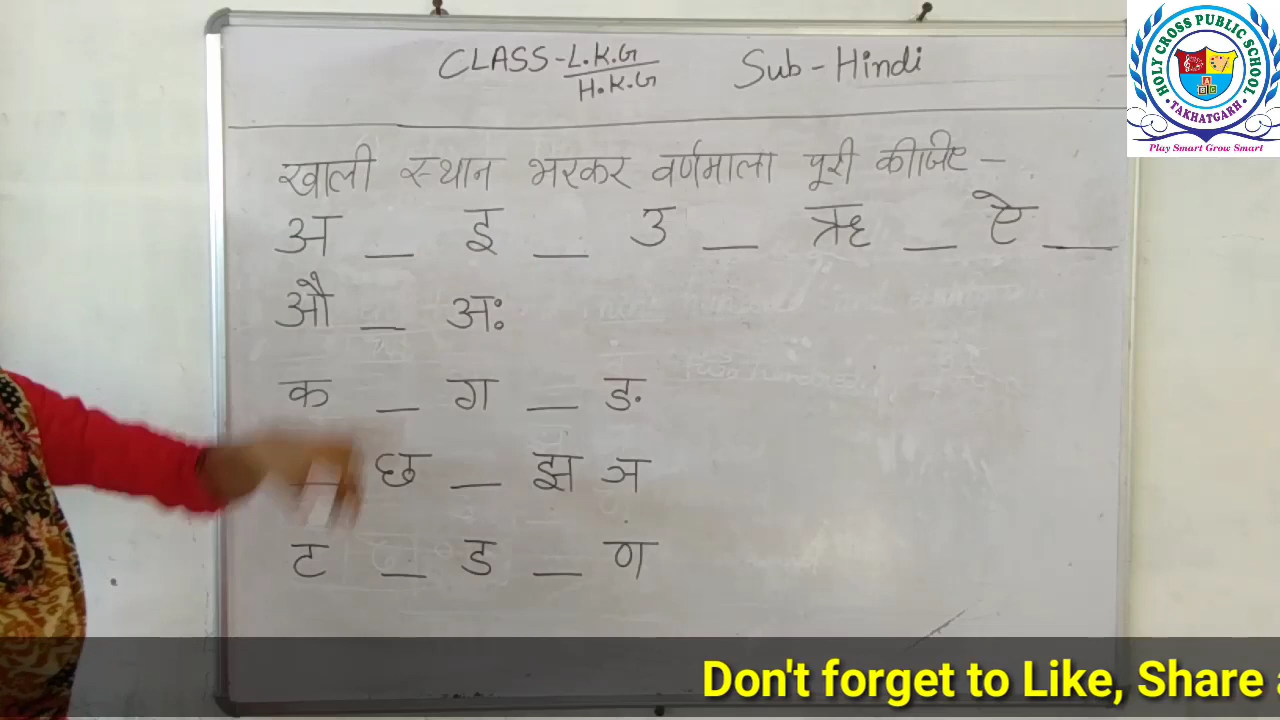 CLASS-L.K.G/H.K.G Sub-Hindi
खाली स्थान भरकर वर्णमाला पूरी कीजिए –
अ _ इ _ उ _ ऋ _ ऐ _
औ _ अः
क _ ग _ ङ
_ छ _ झ ञ
ट _ ड _ ण
HOLY CROSS PUBLIC SCHOOL
TAKHATGARH
Play Smart Grow Smart
Don't forget to Like, Share